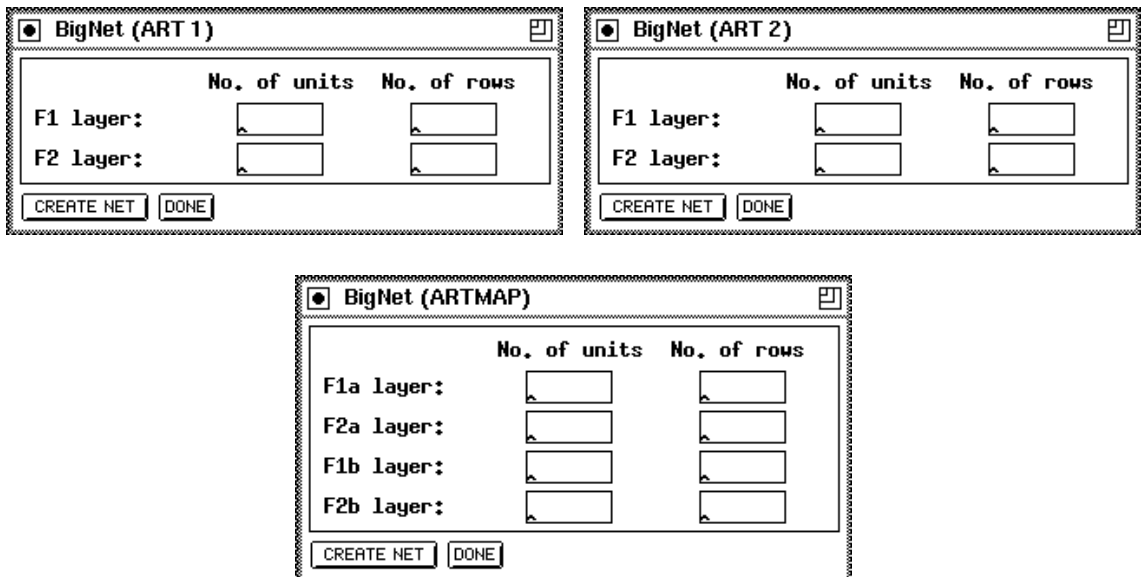 BigNet (ART 1)
No. of units No. of rows
F1 layer:
F2 layer:
CREATE NET DONE
BigNet (ART 2)
No. of units No. of rows
F1 layer:
F2 layer:
CREATE NET DONE
BigNet (ARTMAP)
No. of units No. of rows
F1a layer:
F2a layer:
F1b layer:
F2b layer:
CREATE NET DONE